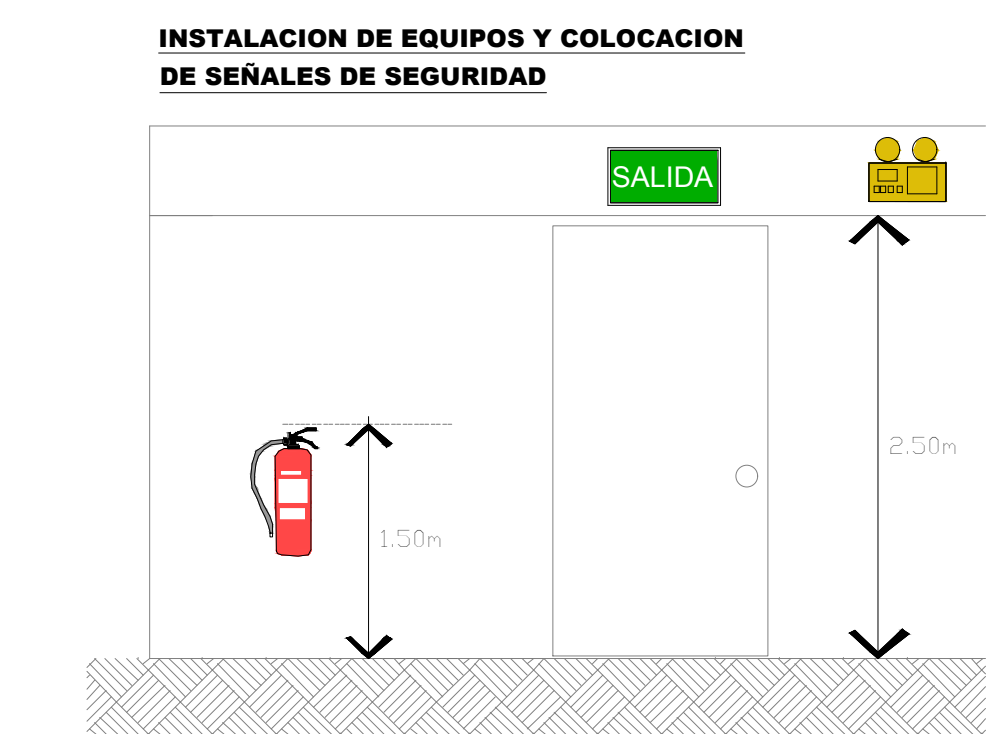 INSTALACION DE EQUIPOS Y COLOCACION
DE SEÑALES DE SEGURIDAD
SALIDA
2.50m
1.50m